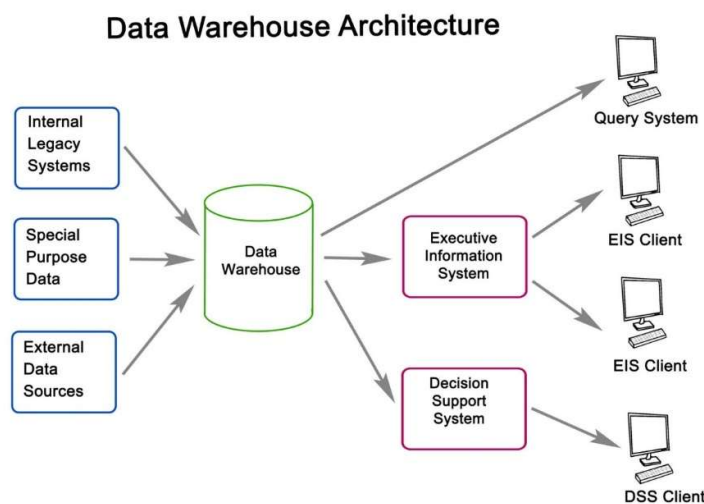 Data Warehouse Architecture
Internal
Legacy
Systems
Special
Purpose
Data
External
Data
Sources
Data
Warehouse
Executive
Information
System
Decision
Support
System
Query System
EIS Client
EIS Client
DSS Client